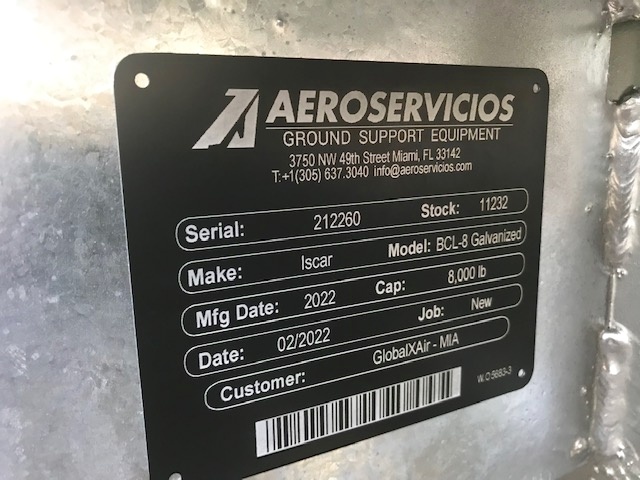 AEROSERVICIOS
GROUND SUPPORT EQUIPMENT
3750 NW 49th Street Miami, FL 33142
T:+1(305) 637.3040 info@aeroservicios.com
Serial: 212260 Stock: 11232
Make: Iscar Model: BCL-8 Galvanized
Mfg Date: 2022 Cap: 8,000 lb
Date: 02/2022 Job: New
Customer: GlobalXAir - MIA
W.O 5683-3